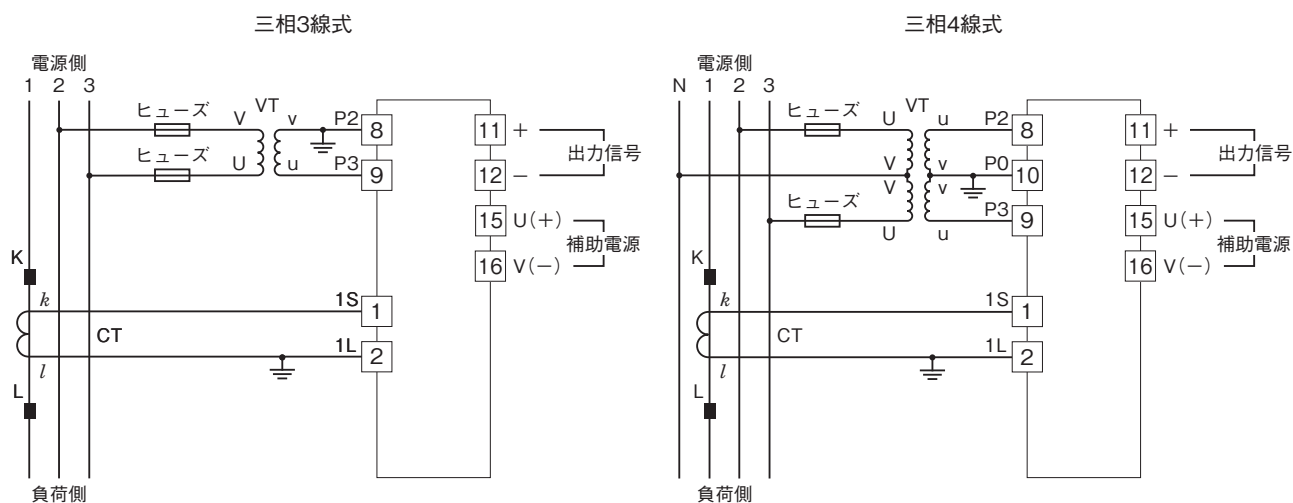 三相3線式
電源側
1 2 3
ヒューズ
V
VT
v
P2
8
ヒューズ
U
u
P3
9
11 +
出力信号
12 −
15 U(+)
補助電源
16 V(−)
K
k
1S
1
CT
1L
2
l
L
負荷側
三相4線式
電源側
N 1 2 3
ヒューズ
U
VT
u
P2
8
V
v
P0
10
V
v
ヒューズ
P3
9
U
u
11 +
出力信号
12 −
15 U(+)
補助電源
16 V(−)
K
k
1S
1
CT
1L
2
l
L
負荷側